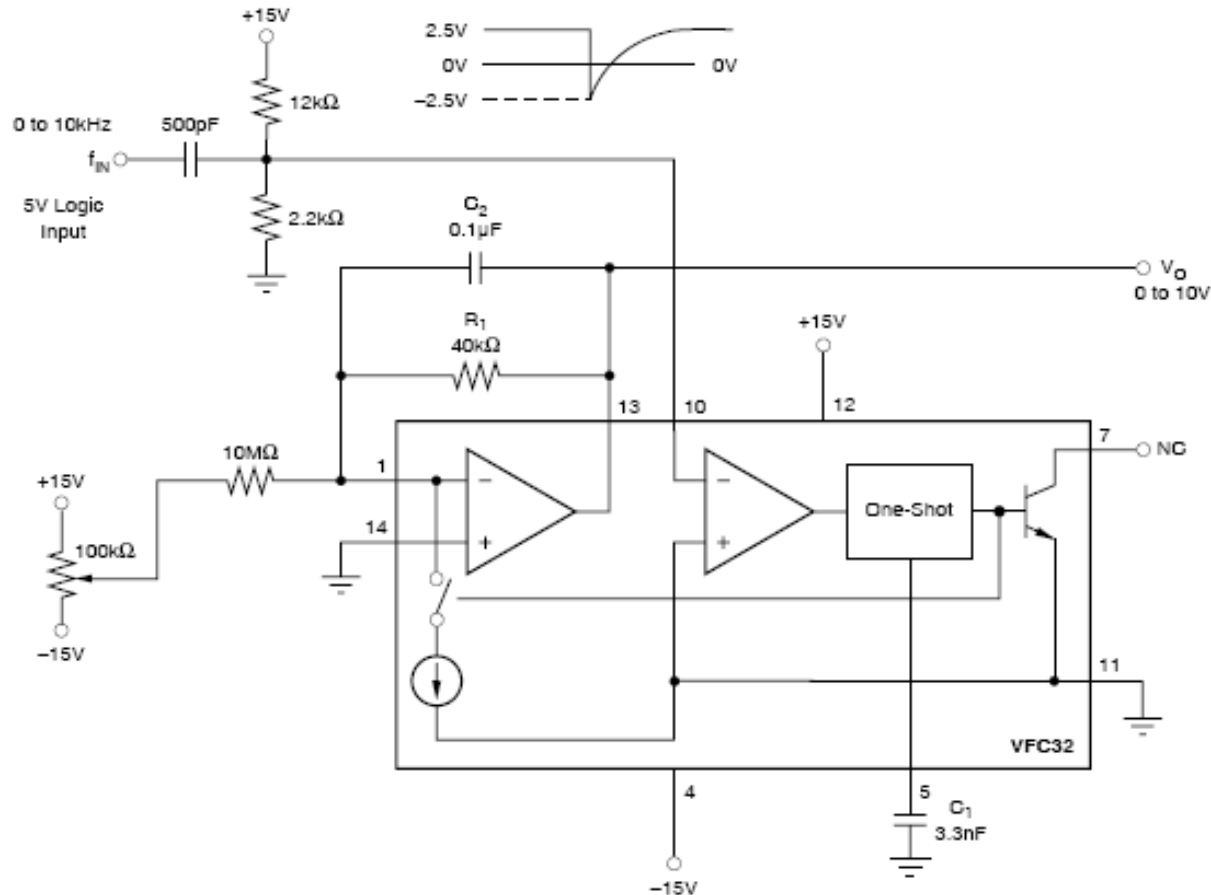 +15V
2.5V
0V
0V
–2.5V
12kΩ
0 to 10kHz
500pF
fIN
5V Logic
Input
2.2kΩ
C2
0.1µF
VO
0 to 10V
R1
40kΩ
+15V
13
10
12
7
NC
10MΩ
1
+15V
14
100kΩ
–15V
−
+
−
+
One-Shot
11
VFC32
4
5
C1
3.3nF
–15V